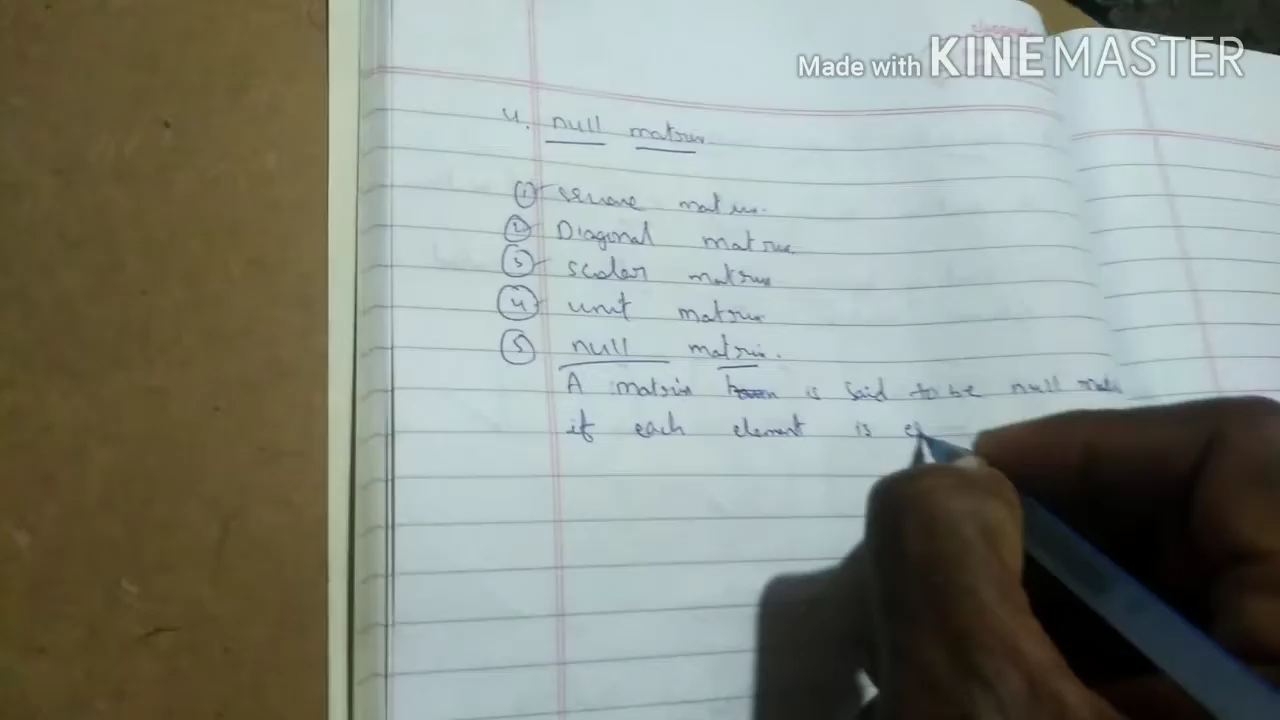 Made with KINEMASTER
4. null matrix
① square matrix.
② Diagonal matrix
③ scalar matrix
④ unit matrix
⑤ null matrix.
A matrix is said to be null matrix
if each element is